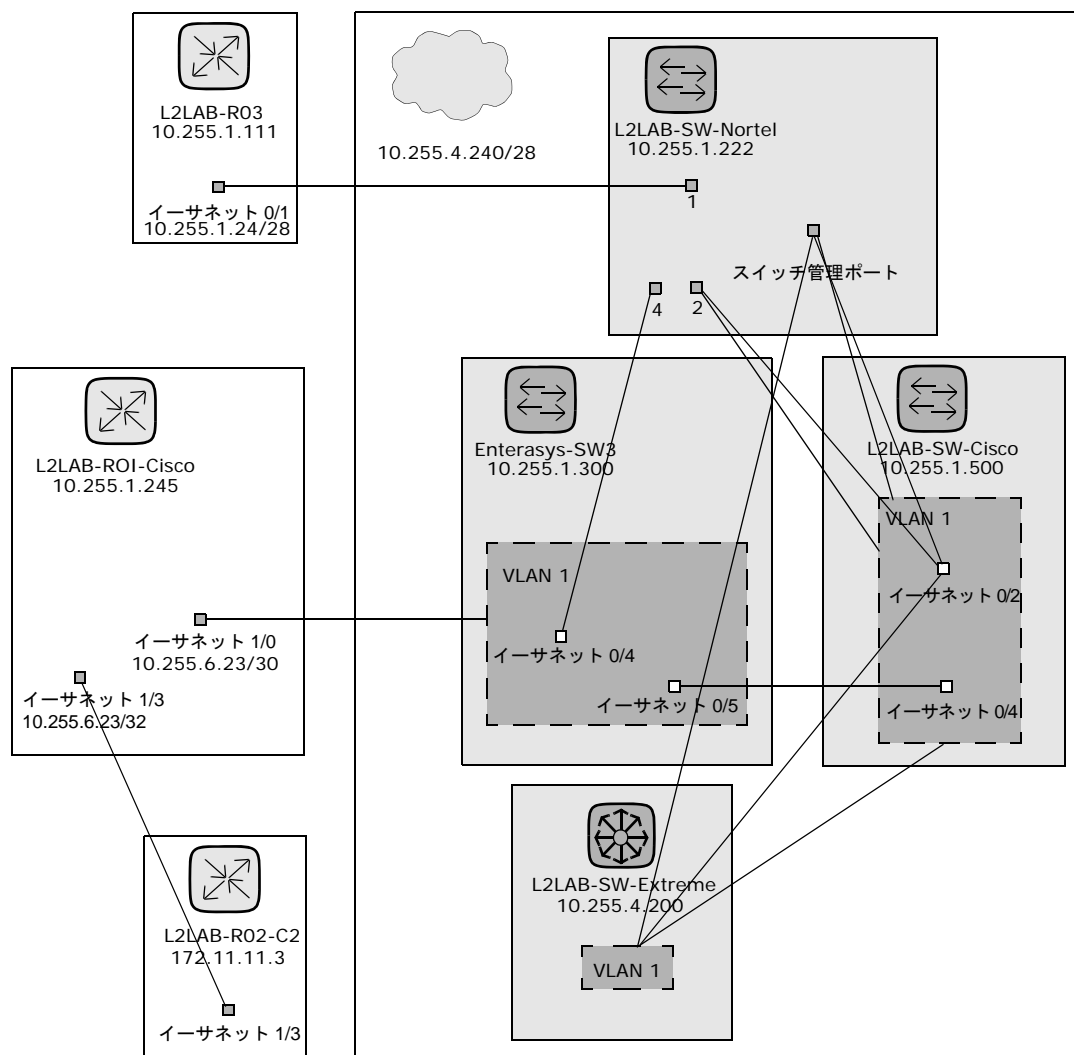 L2LAB-R03
10.255.1.111
イーサネット 0/1
10.255.1.24/28
10.255.4.240/28
L2LAB-SW-Nortel
10.255.1.222
1
スイッチ管理ポート
4
2
L2LAB-ROI-Cisco
10.255.1.245
イーサネット 1/0
10.255.6.23/30
イーサネット 1/3
10.255.6.23/32
Enterasys-SW3
10.255.1.300
VLAN 1
イーサネット 0/4
イーサネット 0/5
L2LAB-SW-Cisco
10.255.1.500
VLAN 1
イーサネット 0/2
イーサネット 0/4
L2LAB-R02-C2
172.11.11.3
イーサネット 1/3
L2LAB-SW-Extreme
10.255.4.200
VLAN 1